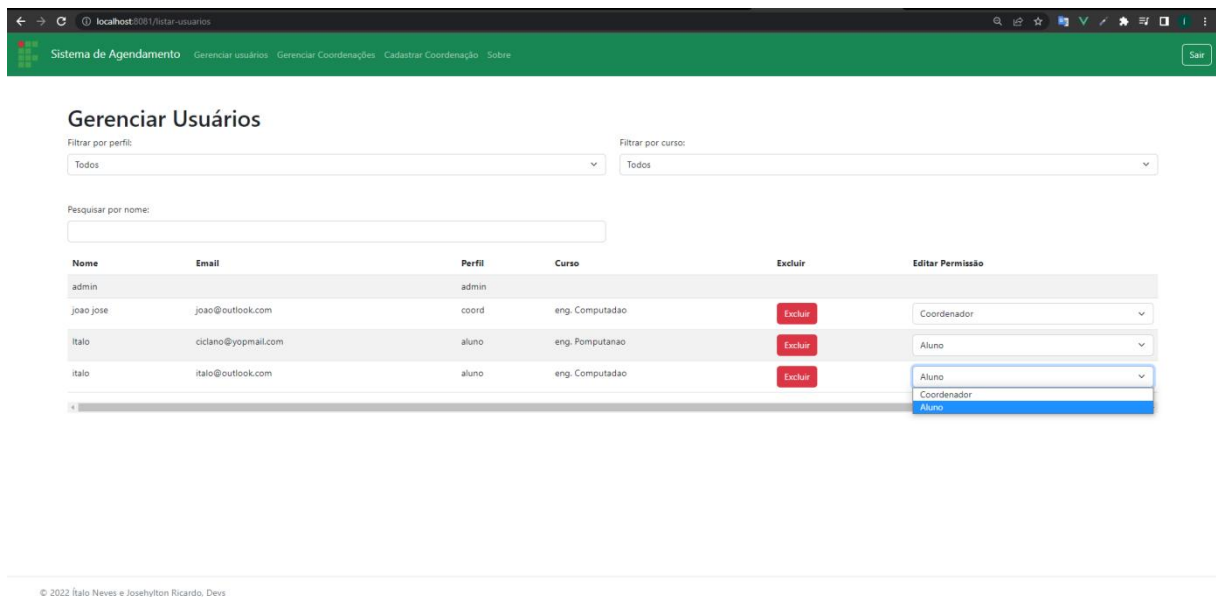 localhost:8081/listar-usuarios
Sistema de Agendamento Gerenciar usuários Gerenciar Coordenações Cadastrar Coordenação Sobre Sair
Gerenciar Usuários
Filtrar por perfil: Filtrar por curso:
Todos Todos
Pesquisar por nome:
Nome Email Perfil Curso Excluir Editar Permissão
admin admin
joao jose joao@outlook.com coord eng. Computadao Excluir Coordenador
Italo ciclano@yopmail.com aluno eng. Pomputanao Excluir Aluno
italo italo@outlook.com aluno eng. Computadao Excluir Aluno
Coordenador
Aluno
© 2022 Ítalo Neves e Josehylton Ricardo, Devs